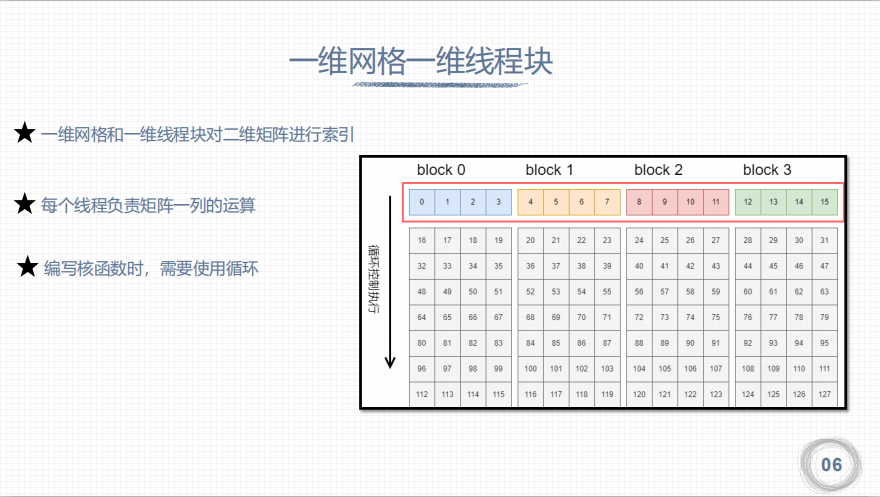 一维网格一维线程块
★ 一维网格和一维线程块对二维矩阵进行索引
★ 每个线程负责矩阵一列的运算
★ 编写核函数时，需要使用循环
block 0 block 1 block 2 block 3
0 1 2 3 4 5 6 7 8 9 10 11 12 13 14 15
循环控制执行
16 17 18 19 20 21 22 23 24 25 26 27 28 29 30 31
32 33 34 35 36 37 38 39 40 41 42 43 44 45 46 47
48 49 50 51 52 53 54 55 56 57 58 59 60 61 62 63
64 65 66 67 68 69 70 71 72 73 74 75 76 77 78 79
80 81 82 83 84 85 86 87 88 89 90 91 92 93 94 95
96 97 98 99 100 101 102 103 104 105 106 107 108 109 110 111
112 113 114 115 116 117 118 119 120 121 122 123 124 125 126 127
06